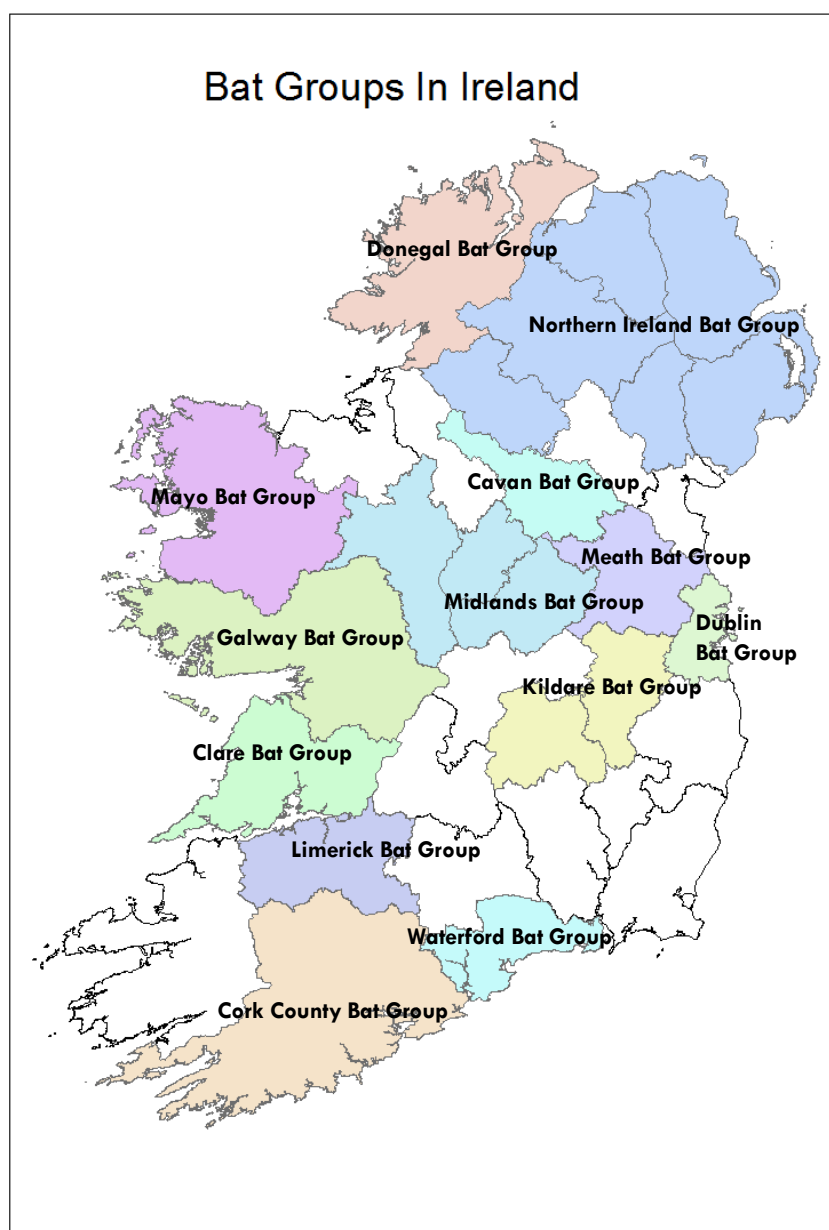 Bat Groups In Ireland
Donegal Bat Group
Northern Ireland Bat Group
Cavan Bat Group
Mayo Bat Group
Meath Bat Group
Midlands Bat Group
Dublin
Bat Group
Galway Bat Group
Kildare Bat Group
Clare Bat Group
Limerick Bat Group
Waterford Bat Group
Cork County Bat Group